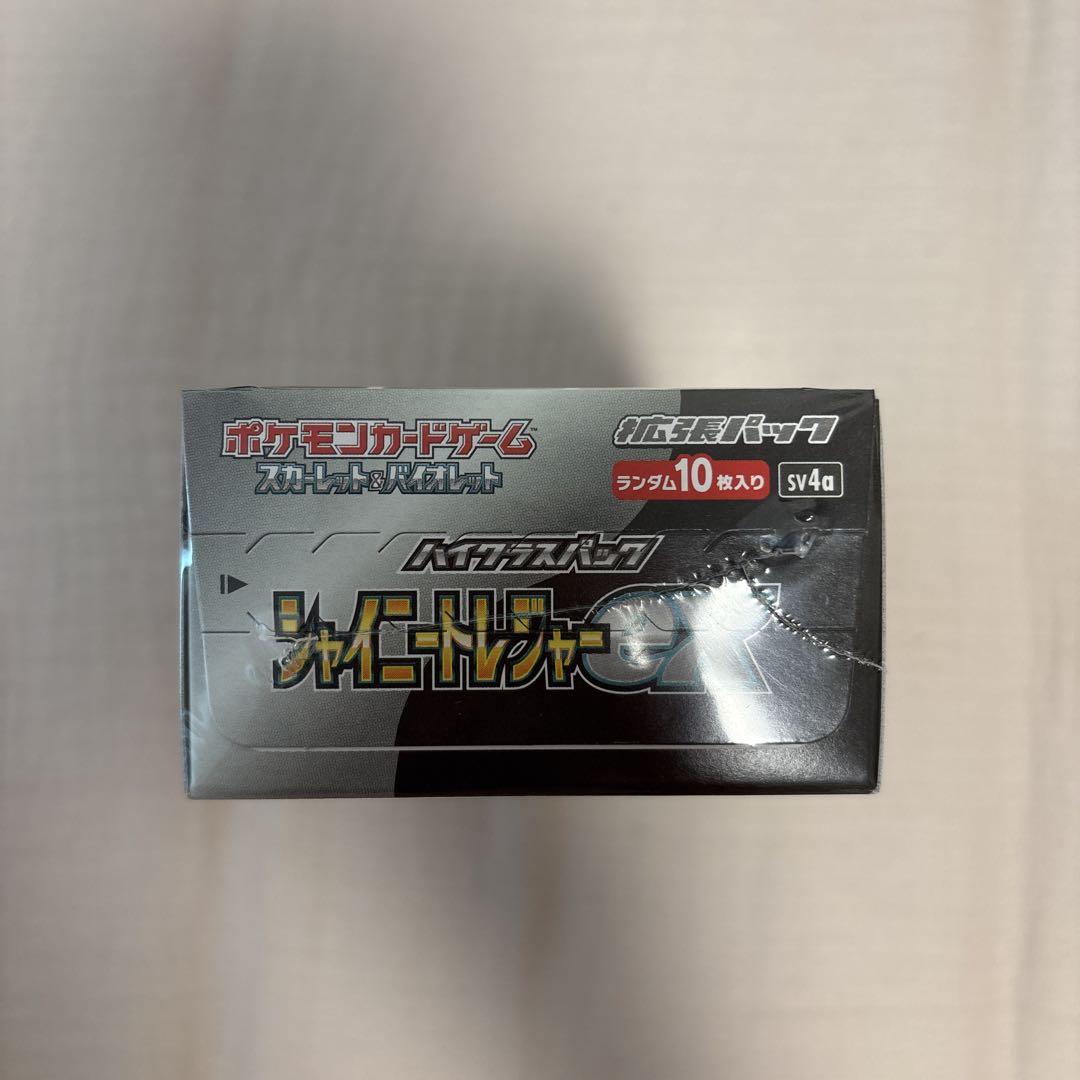 ポケモンカードゲーム™
スカーレット&バイオレット
拡張パック
ランダム10枚入り
SV4a
ハイクラスパック
シャイニートレジャーex